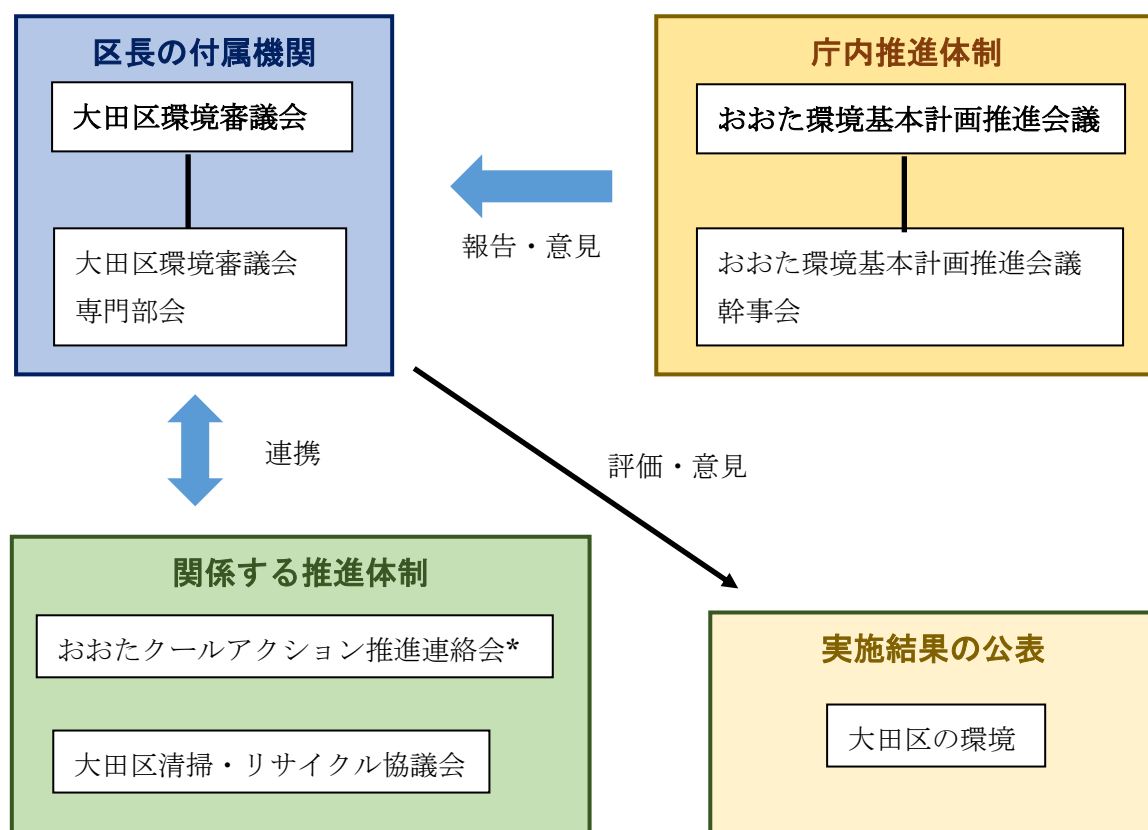 区長の付属機関
大田区環境審議会
大田区環境審議会
専門部会
庁内推進体制
おおた環境基本計画推進会議
おおた環境基本計画推進会議
幹事会
報告・意見
連携
評価・意見
関係する推進体制
おおたクールアクション推進連絡会*
大田区清掃・リサイクル協議会
実施結果の公表
大田区の環境